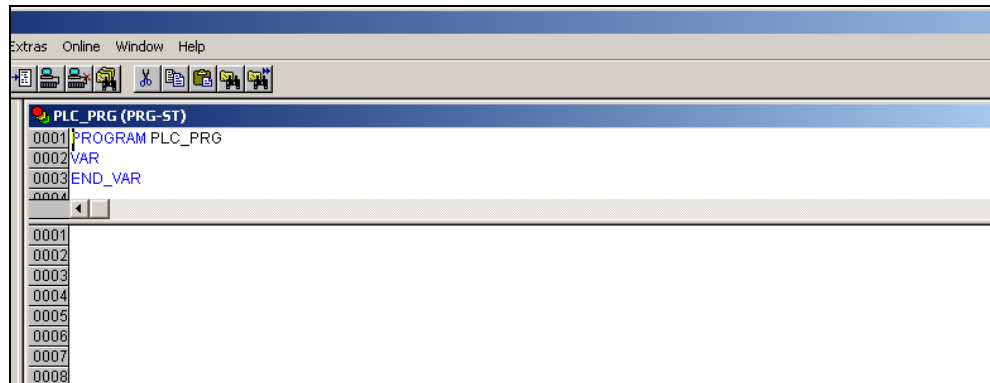 Extras Online Window Help
PLC_PRG (PRG-ST)
0001 PROGRAM PLC_PRG
0002 VAR
0003 END_VAR
0004
0001
0002
0003
0004
0005
0006
0007
0008